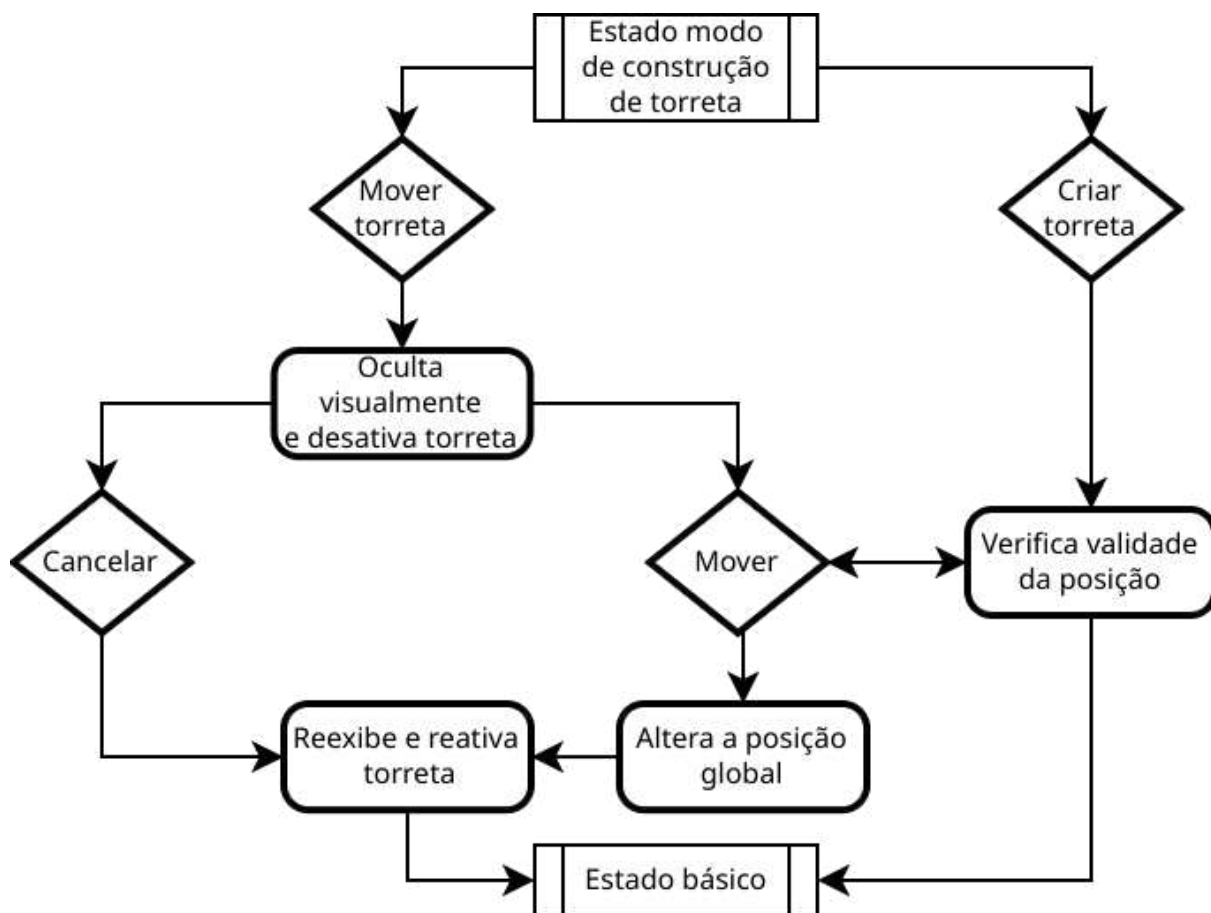 Estado modo
de construção
de torreta
Mover
torreta
Criar
torreta
Oculta
visualmente
e desativa torreta
Cancelar
Mover
Verifica validade
da posição
Reexibe e reativa
torreta
Altera a posição
global
Estado básico